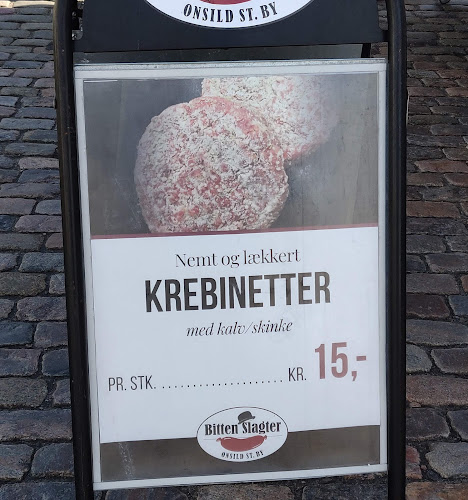 ONSILD ST. BY
Nemt og lækkert
KREBINETTER
med kalv/skinke
PR. STK. . . . . . . . . . . . . . . . . . . . . KR. 15,-
Bitten Slagter
ONSILD ST. BY